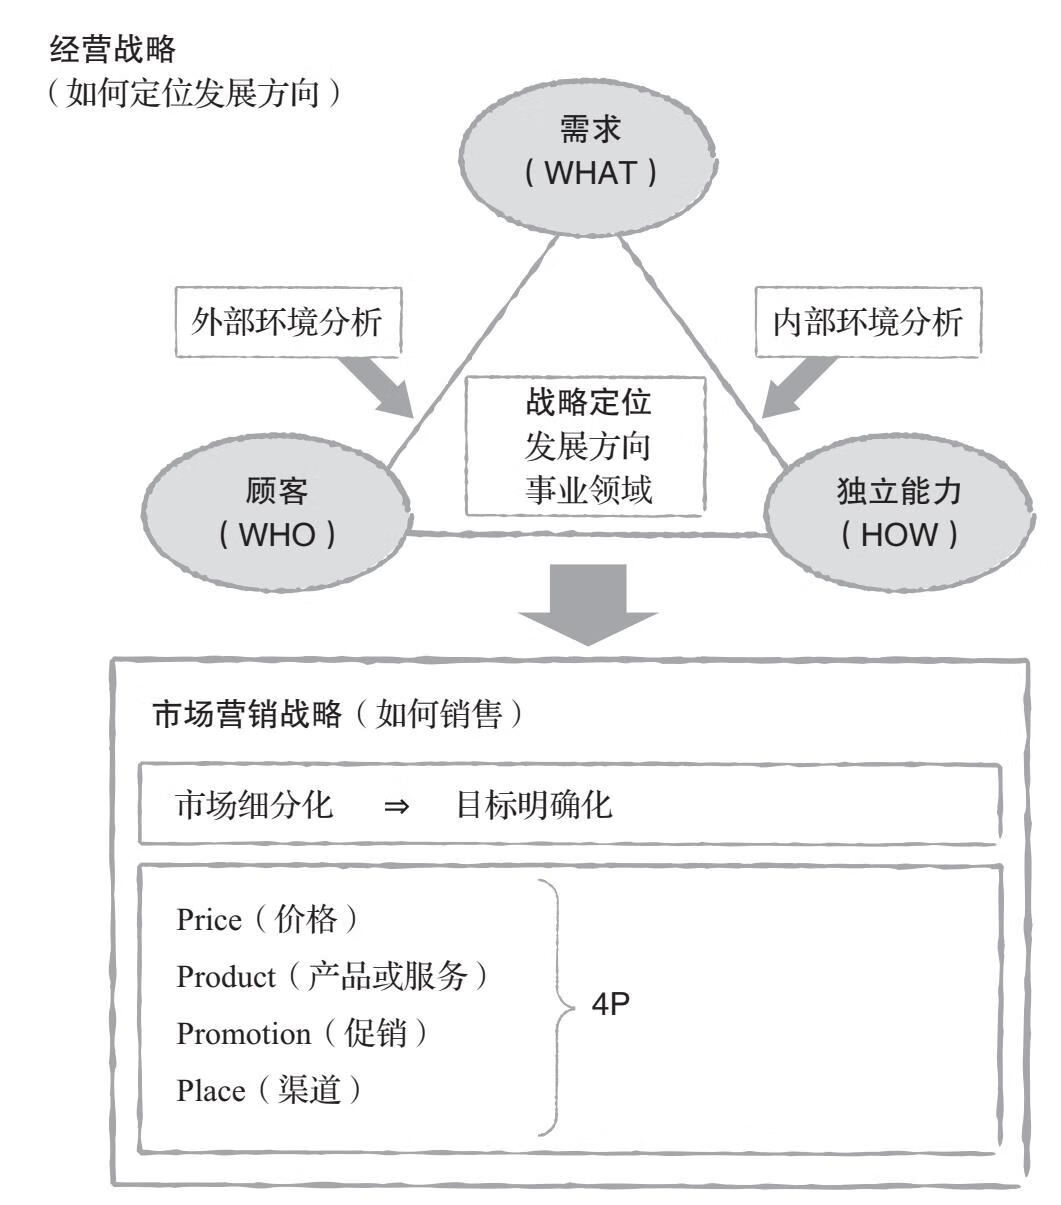 经营战略
（如何定位发展方向）
需求
（WHAT）
外部环境分析
内部环境分析
战略定位
发展方向
事业领域
顾客
（WHO）
独立能力
（HOW）
市场营销战略（如何销售）
市场细分化 ⇒ 目标明确化
Price（价格）
Product（产品或服务）
Promotion（促销）
Place（渠道）
4P